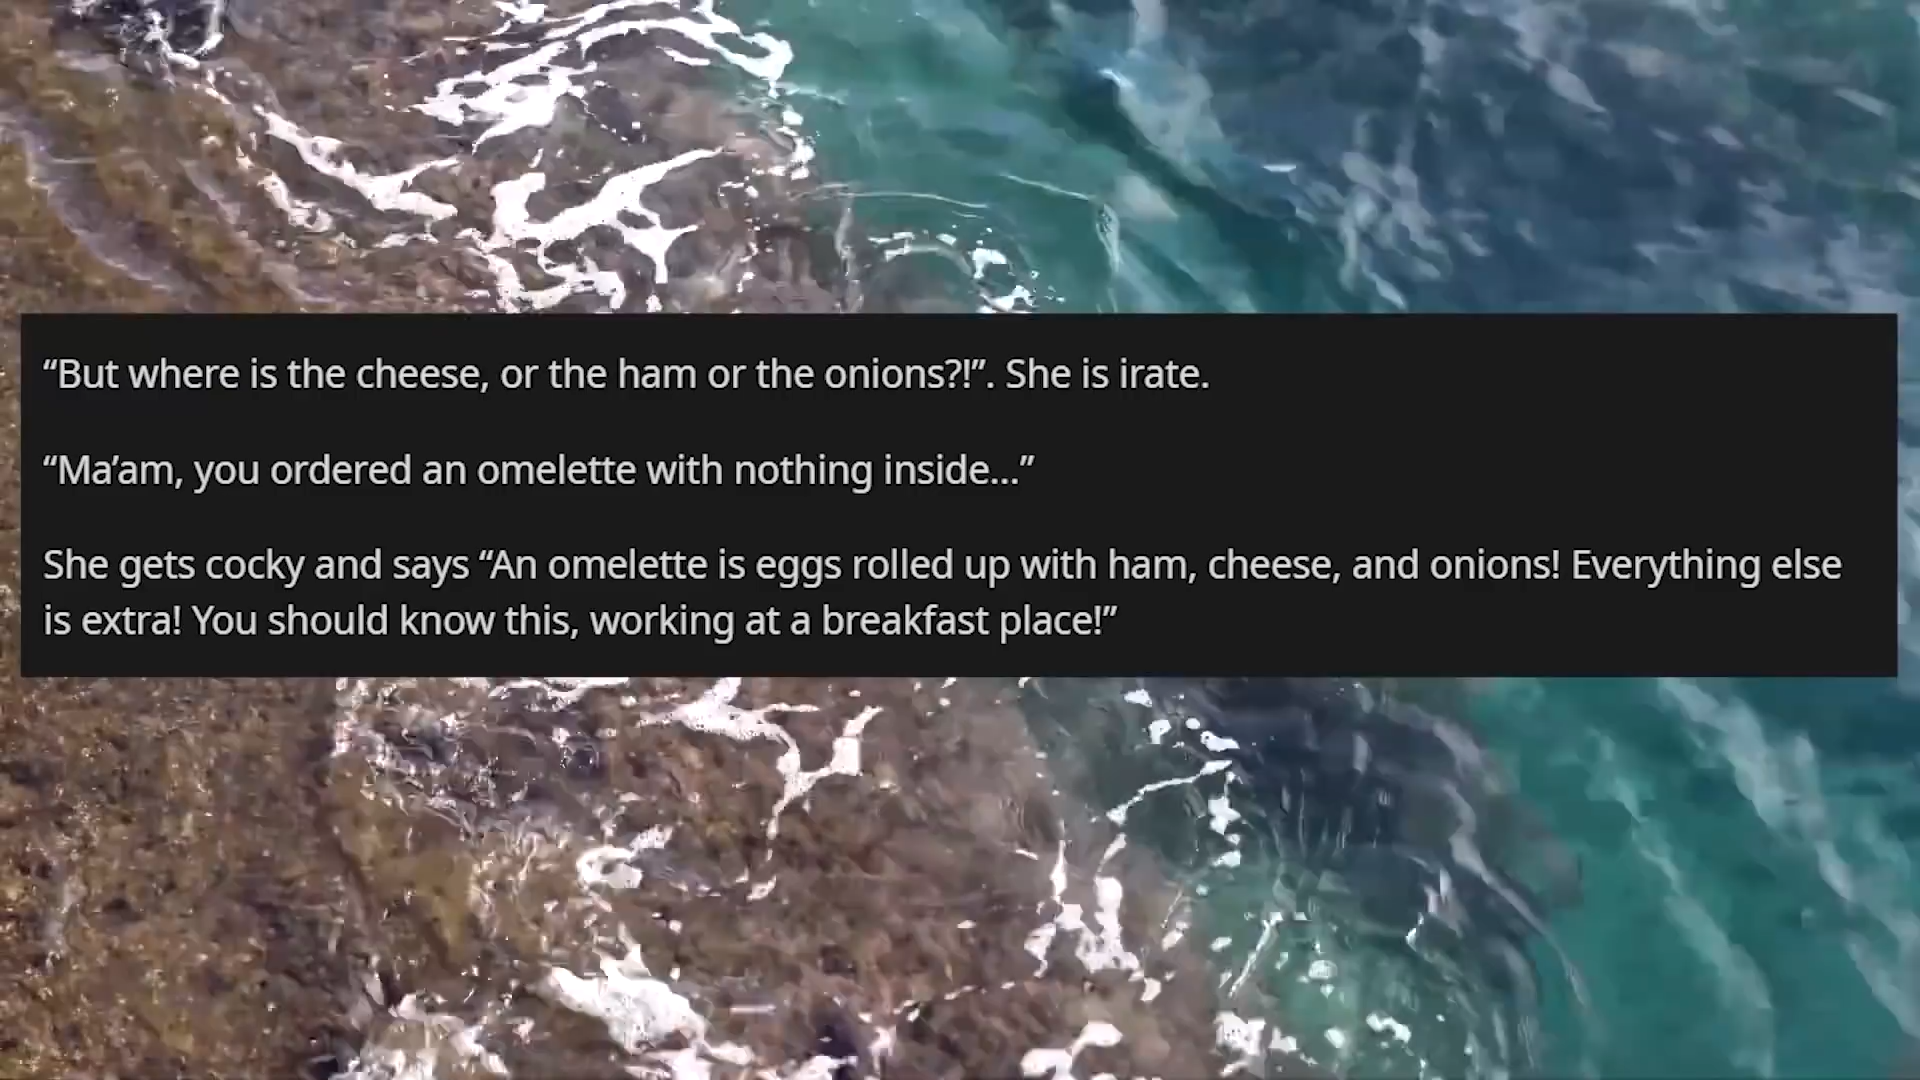 “But where is the cheese, or the ham or the onions?!”. She is irate.
“Ma’am, you ordered an omelette with nothing inside...”
She gets cocky and says “An omelette is eggs rolled up with ham, cheese, and onions! Everything else
is extra! You should know this, working at a breakfast place!”